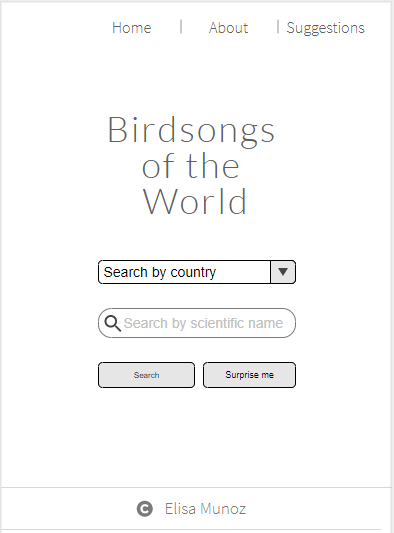 Home | About | Suggestions
Birdsongs
of the
World
Search by country
Search by scientific name
Search Surprise me
© Elisa Munoz